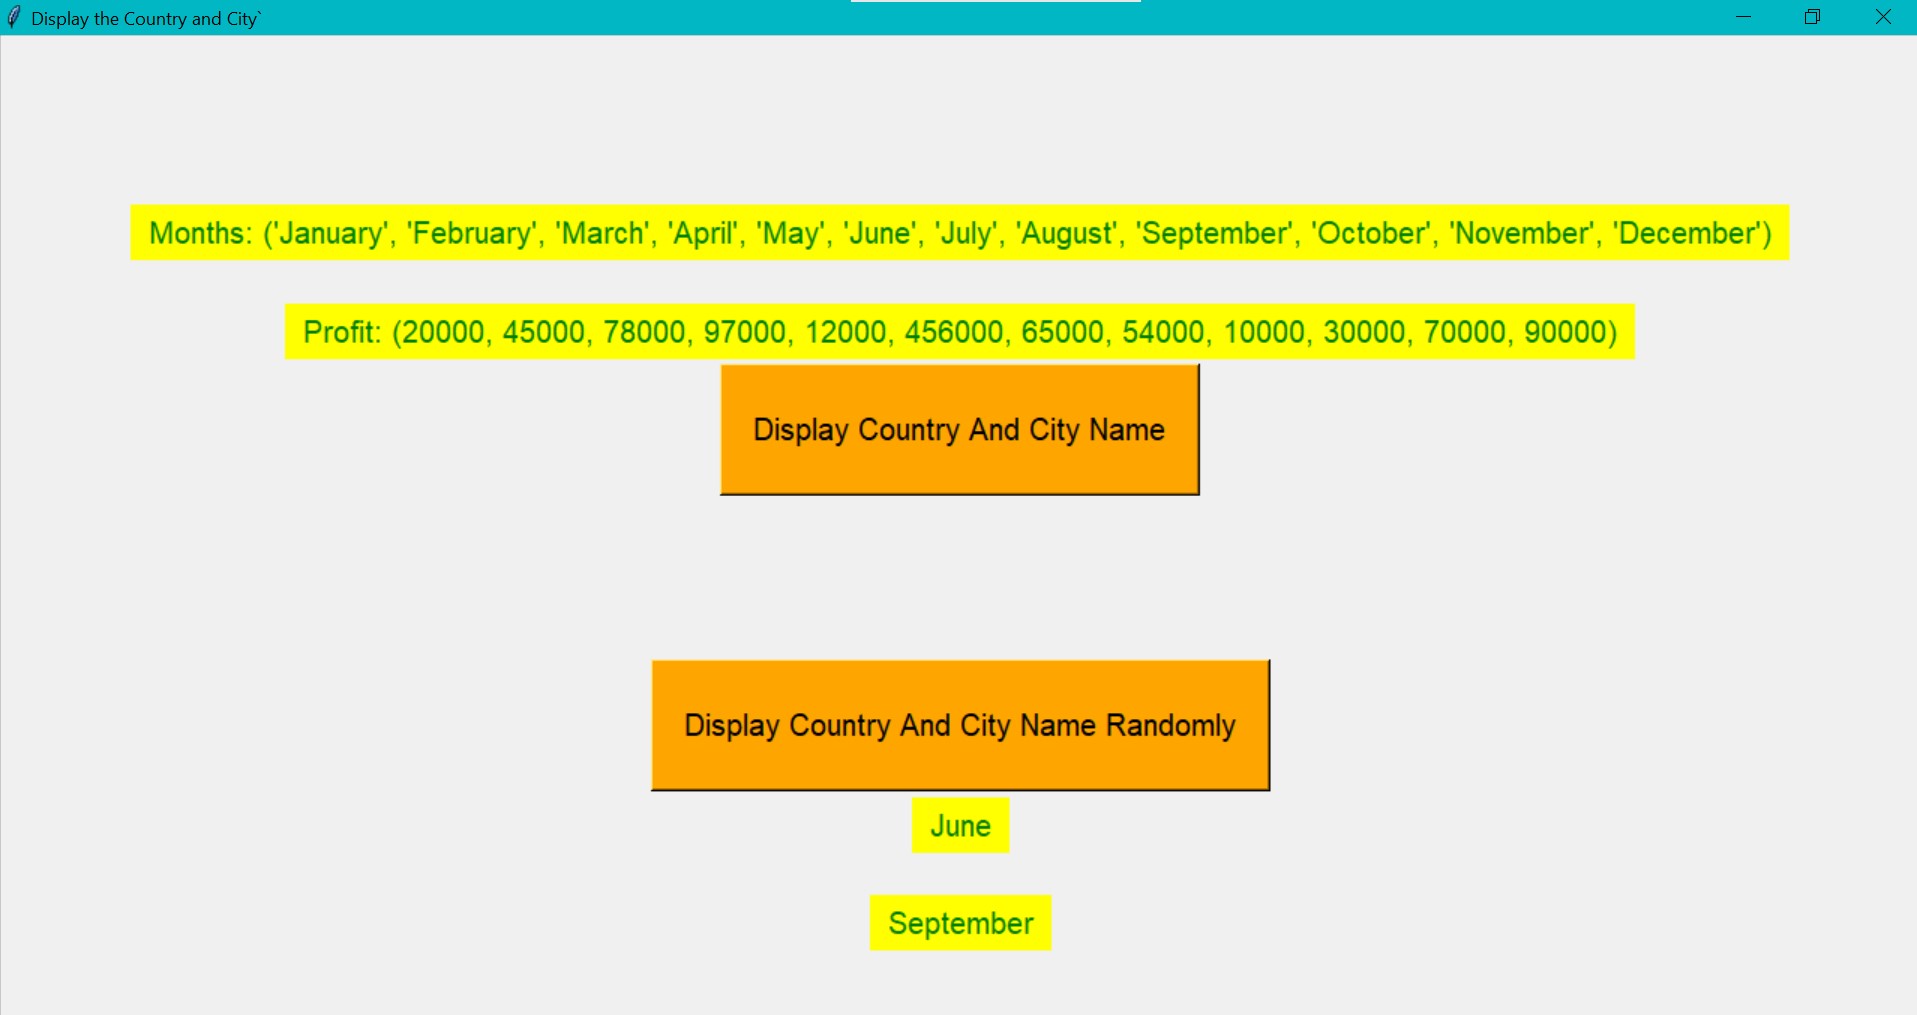 Display the Country and City`
Months: ('January', 'February', 'March', 'April', 'May', 'June', 'July', 'August', 'September', 'October', 'November', 'December')
Profit: (20000, 45000, 78000, 97000, 12000, 456000, 65000, 54000, 10000, 30000, 70000, 90000)
Display Country And City Name
Display Country And City Name Randomly
June
September